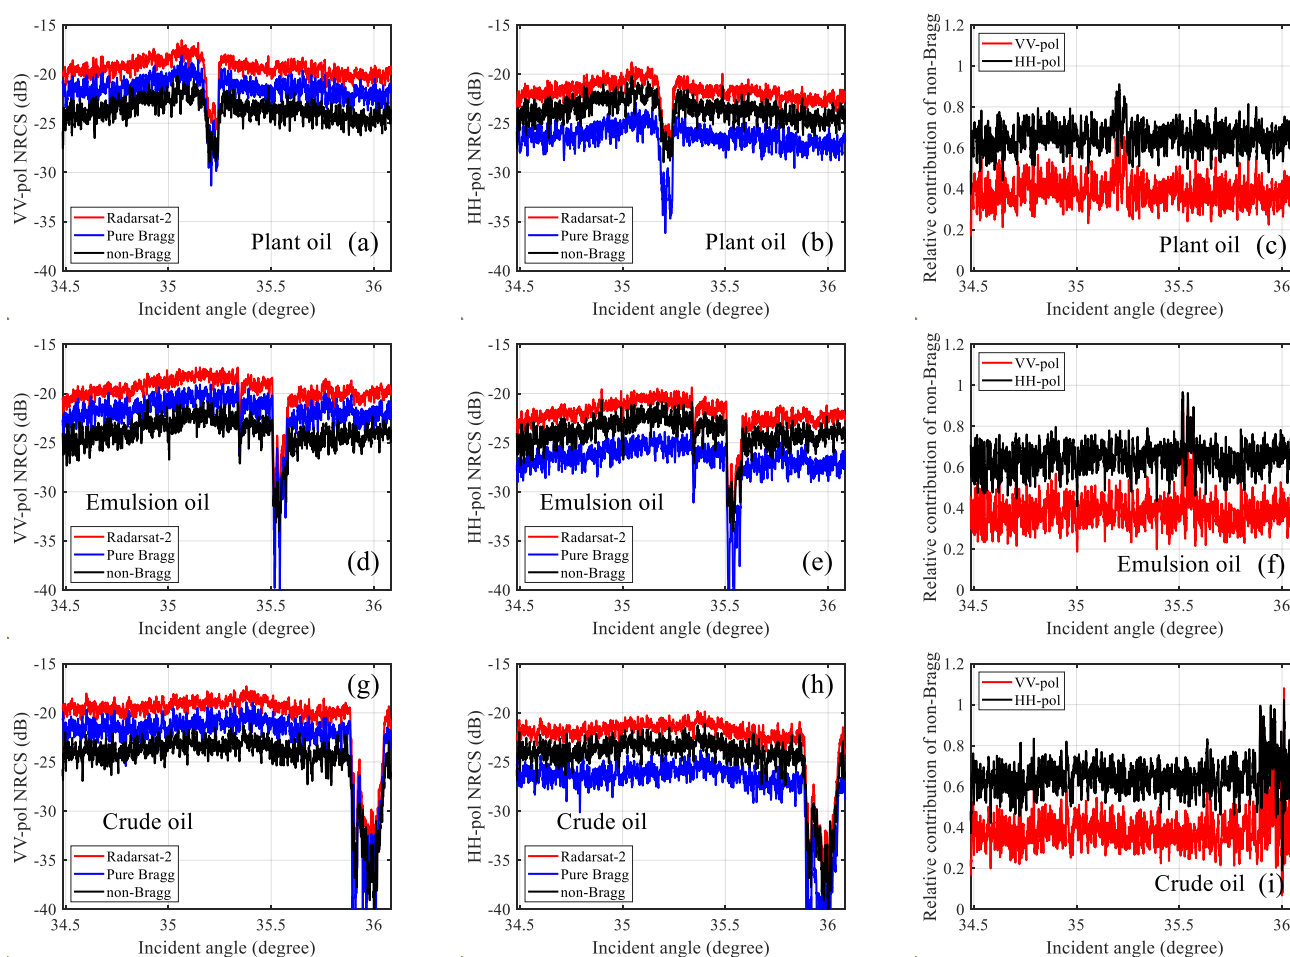 -15
-20
-25
-30
-35
-40
VV-pol NRCS (dB)
Radarsat-2
Pure Bragg
non-Bragg
Plant oil (a)
34.5 35 35.5 36
Incident angle (degree)
-15
-20
-25
-30
-35
-40
HH-pol NRCS (dB)
Radarsat-2
Pure Bragg
non-Bragg
Plant oil (b)
34.5 35 35.5 36
Incident angle (degree)
1.2
1
0.8
0.6
0.4
0.2
0
Relative contribution of non-Bragg
VV-pol
HH-pol
Plant oil (c)
34.5 35 35.5 36
Incident angle (degree)
-15
-20
-25
-30
-35
-40
VV-pol NRCS (dB)
Emulsion oil
Radarsat-2
Pure Bragg
non-Bragg
(d)
34.5 35 35.5 36
Incident angle (degree)
-15
-20
-25
-30
-35
-40
HH-pol NRCS (dB)
Emulsion oil
Radarsat-2
Pure Bragg
non-Bragg
(e)
34.5 35 35.5 36
Incident angle (degree)
1.2
1
0.8
0.6
0.4
0.2
0
Relative contribution of non-Bragg
VV-pol
HH-pol
Emulsion oil (f)
34.5 35 35.5 36
Incident angle (degree)
-15
-20
-25
-30
-35
-40
VV-pol NRCS (dB)
(g)
Crude oil
Radarsat-2
Pure Bragg
non-Bragg
34.5 35 35.5 36
Incident angle (degree)
-15
-20
-25
-30
-35
-40
HH-pol NRCS (dB)
(h)
Crude oil
Radarsat-2
Pure Bragg
non-Bragg
34.5 35 35.5 36
Incident angle (degree)
1.2
1
0.8
0.6
0.4
0.2
0
Relative contribution of non-Bragg
VV-pol
HH-pol
Crude oil (i)
34.5 35 35.5 36
Incident angle (degree)